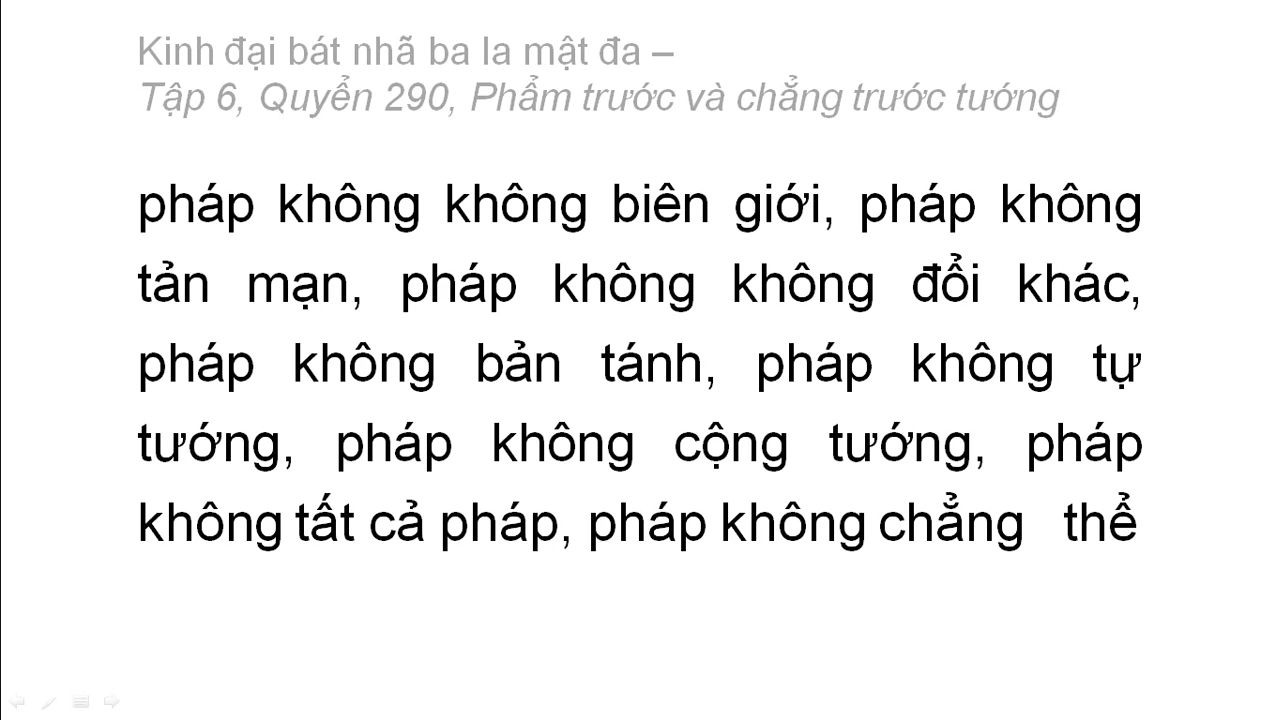 Kinh đại bát nhã ba la mật đa –
Tập 6, Quyển 290, Phẩm trước và chẳng trước tướng
pháp không không biên giới, pháp không
tản mạn, pháp không không đổi khác,
pháp không bản tánh, pháp không tự
tướng, pháp không cộng tướng, pháp
không tất cả pháp, pháp không chẳng thể